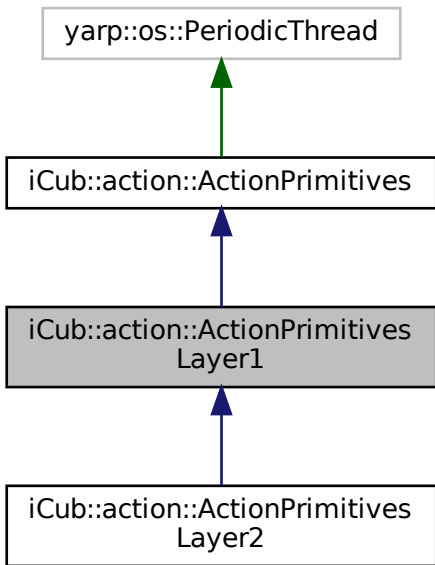 yarp::os::PeriodicThread
iCub::action::ActionPrimitives
iCub::action::ActionPrimitives
Layer1
iCub::action::ActionPrimitives
Layer2